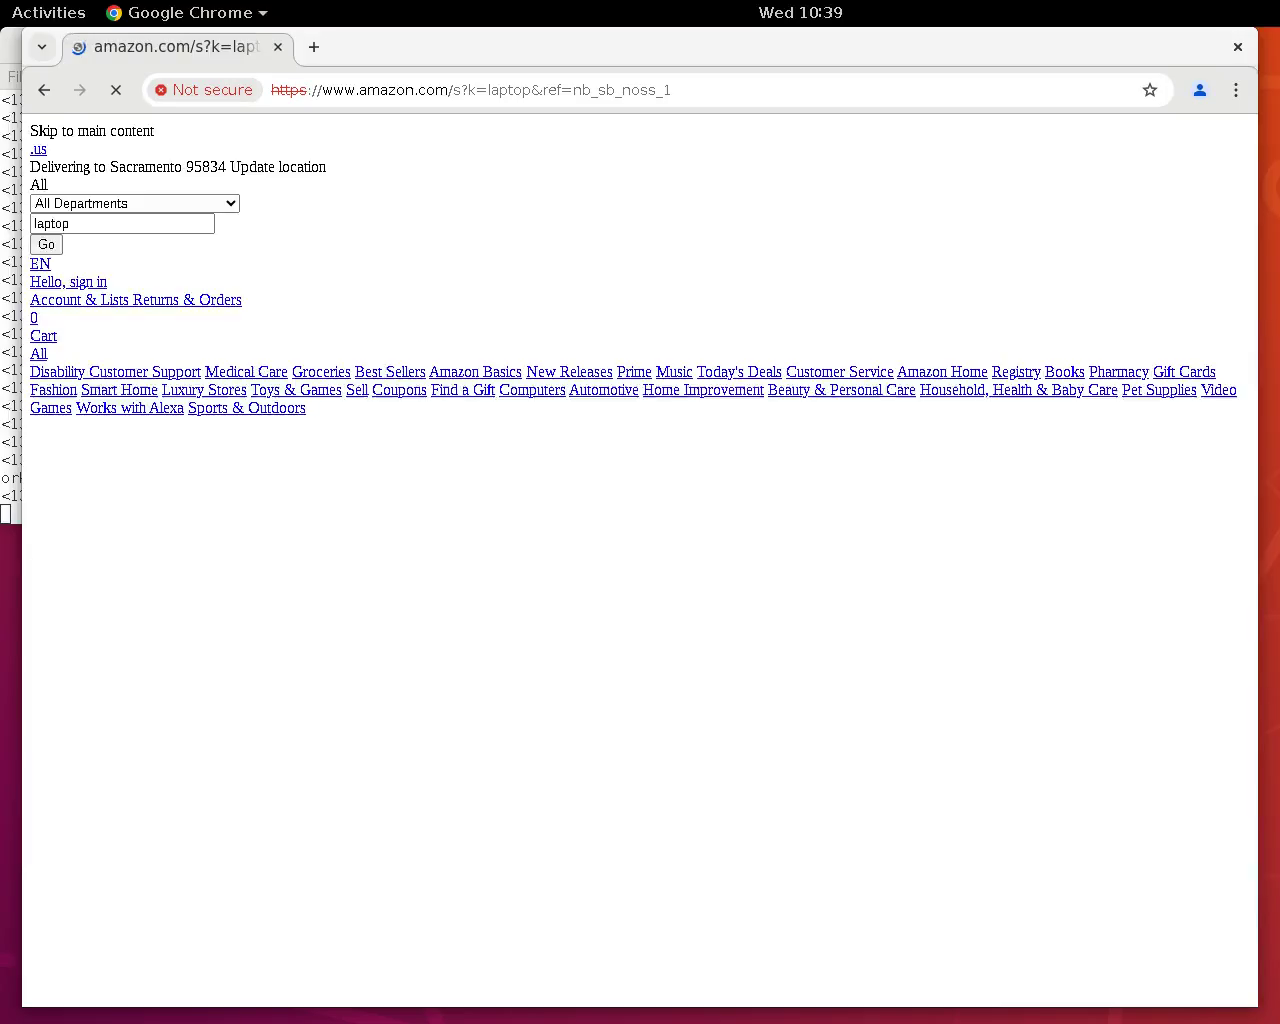 Activities Google Chrome Wed 10:39
amazon.com/s?k=lapt
Not secure https://www.amazon.com/s?k=laptop&ref=nb_sb_noss_1
Skip to main content
.us
Delivering to Sacramento 95834 Update location
All
All Departments
laptop
Go
EN
Hello, sign in
Account & Lists Returns & Orders
0
Cart
All
Disability Customer Support Medical Care Groceries Best Sellers Amazon Basics New Releases Prime Music Today's Deals Customer Service Amazon Home Registry Books Pharmacy Gift Cards
Fashion Smart Home Luxury Stores Toys & Games Sell Coupons Find a Gift Computers Automotive Home Improvement Beauty & Personal Care Household, Health & Baby Care Pet Supplies Video
Games Works with Alexa Sports & Outdoors